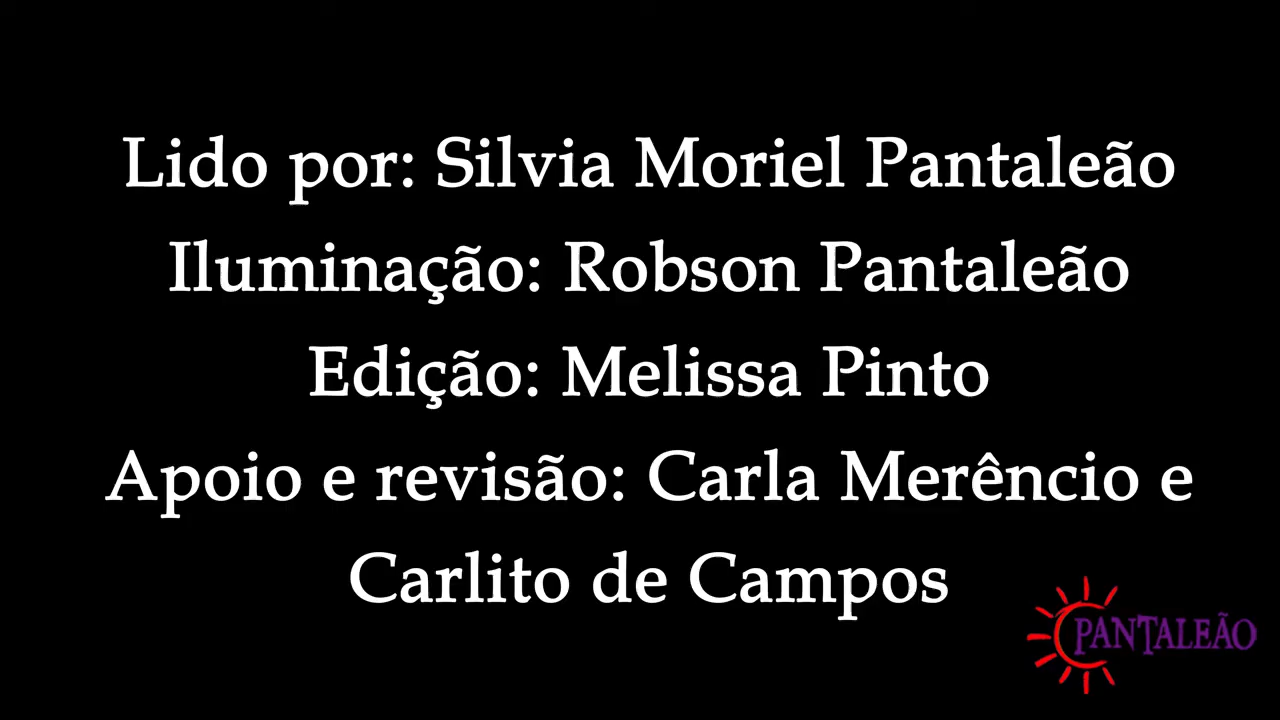 Lido por: Silvia Moriel Pantaleão
Iluminação: Robson Pantaleão
Edição: Melissa Pinto
Apoio e revisão: Carla Merêncio e
Carlito de Campos
PANTALEÃO